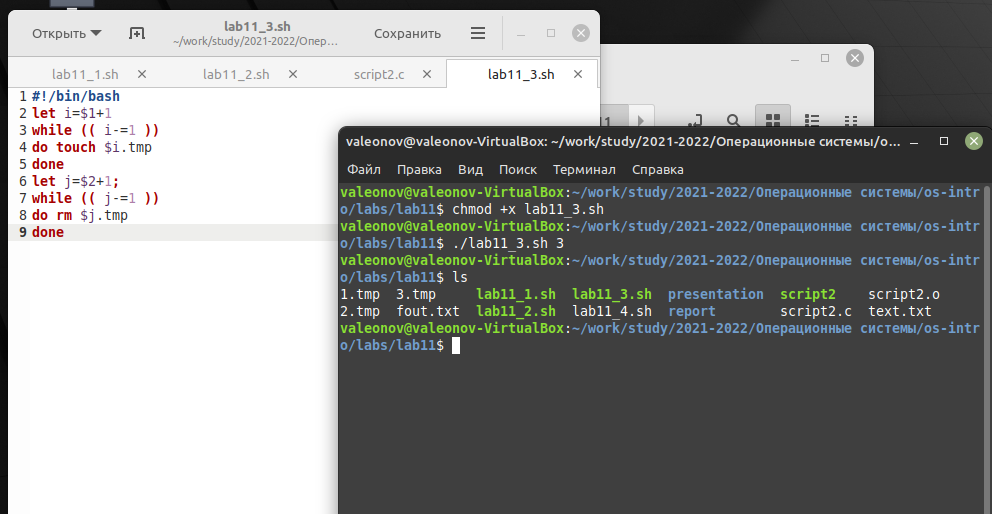 Открыть
lab11_3.sh
~/work/study/2021-2022/Опер…
Сохранить
lab11_1.sh
lab11_2.sh
script2.c
lab11_3.sh
1 #!/bin/bash
2 let i=$1+1
3 while (( i-=1 ))
4 do touch $i.tmp
5 done
6 let j=$2+1;
7 while (( j-=1 ))
8 do rm $j.tmp
9 done
valeonov@valeonov-VirtualBox: ~/work/study/2021-2022/Операционные системы/o…
Файл Правка Вид Поиск Терминал Справка
valeonov@valeonov-VirtualBox:~/work/study/2021-2022/Операционные системы/os-intr
o/labs/lab11$ chmod +x lab11_3.sh
valeonov@valeonov-VirtualBox:~/work/study/2021-2022/Операционные системы/os-intr
o/labs/lab11$ ./lab11_3.sh 3
valeonov@valeonov-VirtualBox:~/work/study/2021-2022/Операционные системы/os-intr
o/labs/lab11$ ls
1.tmp 3.tmp lab11_1.sh lab11_3.sh presentation script2 script2.o
2.tmp fout.txt lab11_2.sh lab11_4.sh report script2.c text.txt
valeonov@valeonov-VirtualBox:~/work/study/2021-2022/Операционные системы/os-intr
o/labs/lab11$